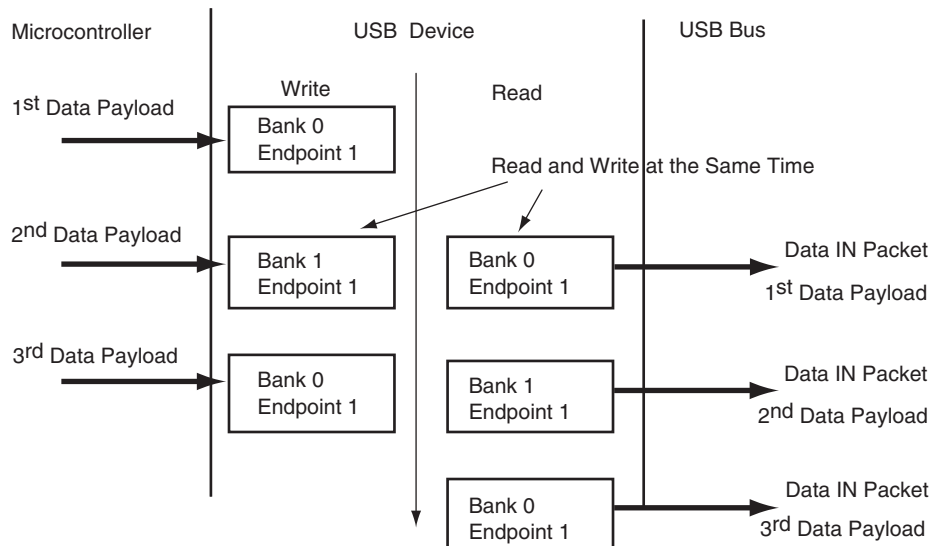 Microcontroller
USB Device
USB Bus
Write
Read
1st Data Payload
Bank 0
Endpoint 1
Read and Write at the Same Time
2nd Data Payload
Bank 1
Endpoint 1
Bank 0
Endpoint 1
Data IN Packet
1st Data Payload
3rd Data Payload
Bank 0
Endpoint 1
Bank 1
Endpoint 1
Data IN Packet
2nd Data Payload
Bank 0
Endpoint 1
Data IN Packet
3rd Data Payload